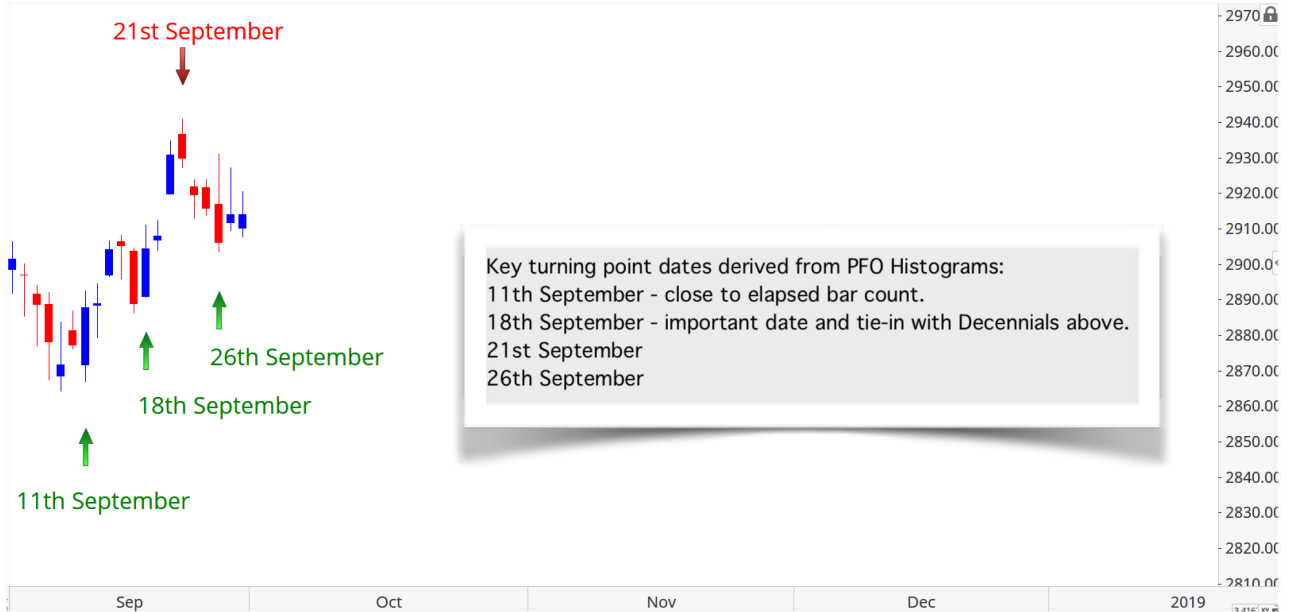 21st September
2970
2960.00
2950.00
2940.00
2930.00
2920.00
2910.00
2900.0
2890.00
2880.00
2870.00
2860.00
2850.00
2840.00
2830.00
2820.00
2810.00
Key turning point dates derived from PFO Histograms:
11th September - close to elapsed bar count.
18th September - important date and tie-in with Decennials above.
21st September
26th September
26th September
18th September
11th September
Sep Oct Nov Dec 2019